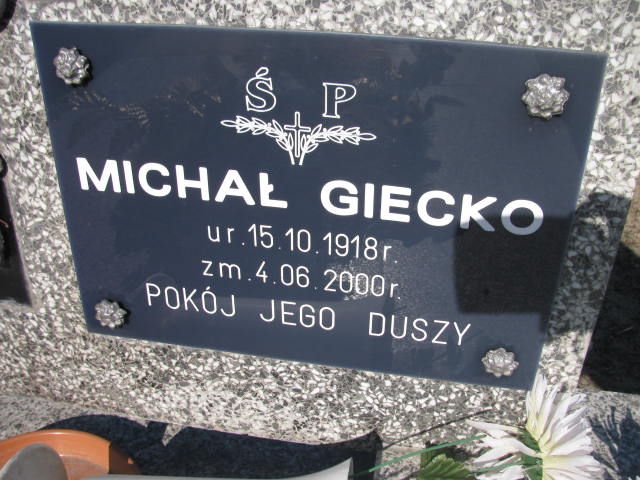 Ś P
MICHAŁ GIECKO
ur.15.10.1918r.
zm.4.06.2000r.
POKÓJ JEGO DUSZY